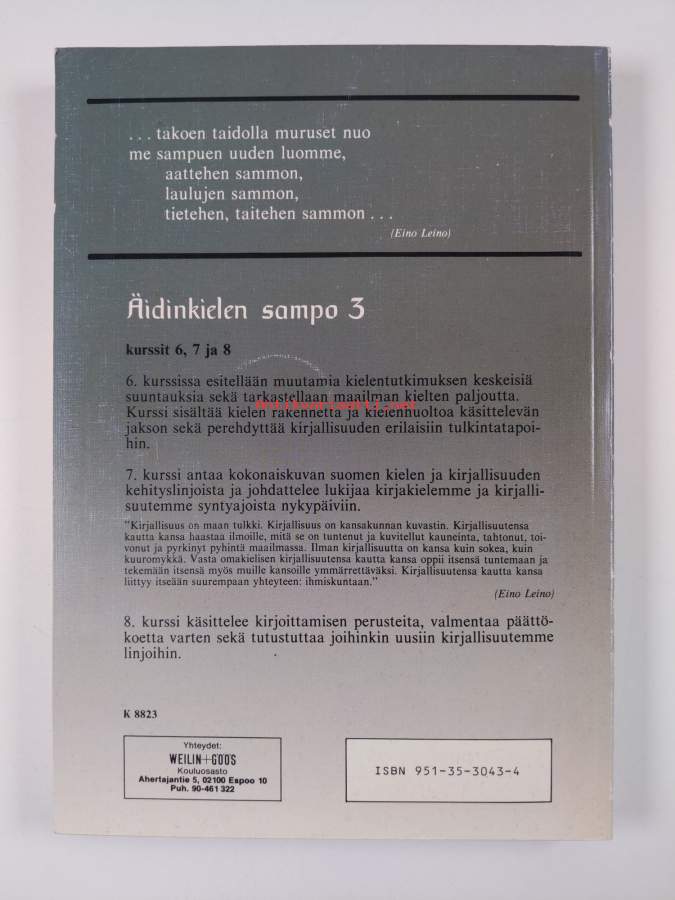 ... takoen taidolla muruset nuo
me sampuen uuden luomme,
aattehen sammon,
laulujen sammon,
tietehen, taitehen sammon ...
(Eino Leino)
Äidinkielen sampo 3
kurssit 6, 7 ja 8
6. kurssissa esitellään muutamia kielentutkimuksen keskeisiä
suuntauksia sekä tarkastellaan maailman kielten paljoutta.
Kurssi sisältää kielen rakennetta ja kielenhuoltoa käsittelevän
jakson sekä perehdyttää kirjallisuuden erilaisiin tulkintatapoi-
hin.
7. kurssi antaa kokonaiskuvan suomen kielen ja kirjallisuuden
kehityslinjoista ja johdattelee lukijaa kirjakielemme ja kirjalli-
suutemme syntyajoista nykypäiviin.
"Kirjallisuus on maan tulkki. Kirjallisuus on kansakunnan kuvastin. Kirjallisuutensa
kautta kansa haastaa ilmoille, mitä se on tuntenut ja kuvitellut kauneinta, tahtonut, toi-
vonut ja pyrkinyt pyhintä maailmassa. Ilman kirjallisuutta on kansa kuin sokea, kuin
kuuromykkä. Vasta omakielisen kirjallisuutensa kautta kansa oppii itsensä tuntemaan ja
tekemään itsensä myös muille kansoille ymmärrettäväksi. Kirjallisuutensa kautta kansa
liittyy itseään suurempaan yhteyteen: ihmiskuntaan."
(Eino Leino)
8. kurssi käsittelee kirjoittamisen perusteita, valmentaa päättö-
koetta varten sekä tutustuttaa joihinkin uusiin kirjallisuutemme
linjoihin.
K 8823
Yhteydet:
WEILIN+GÖÖS
Kouluosasto
Ahertajantie 5, 02100 Espoo 10
Puh. 90-461 322
ISBN 951-35-3043-4